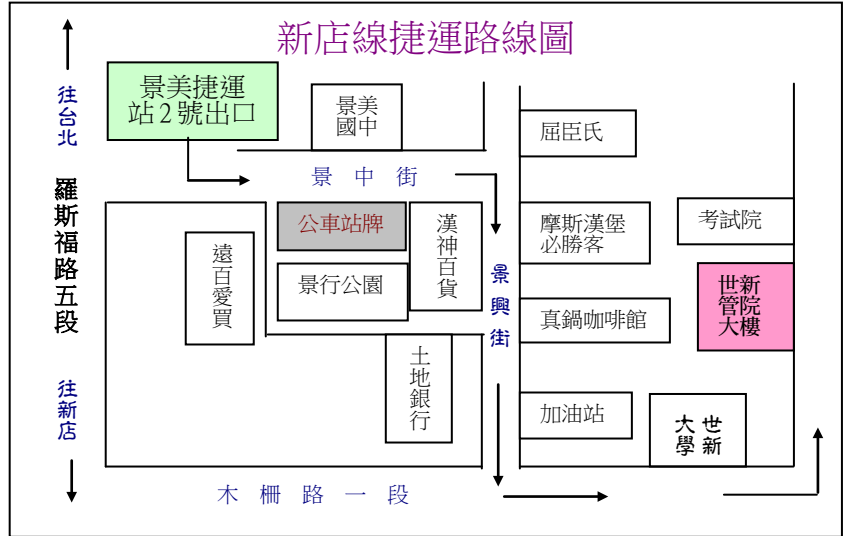 新店線捷運路線圖
往台北
羅斯福路五段
往新店
景美捷運
站2號出口
景美
國中
屈臣氏
景中街
公車站牌
漢神百貨
摩斯漢堡
必勝客
考試院
遠百愛買
景行公園
景興街
真鍋咖啡館
世新
管院
大樓
土地銀行
加油站
世新
大學
木柵路一段